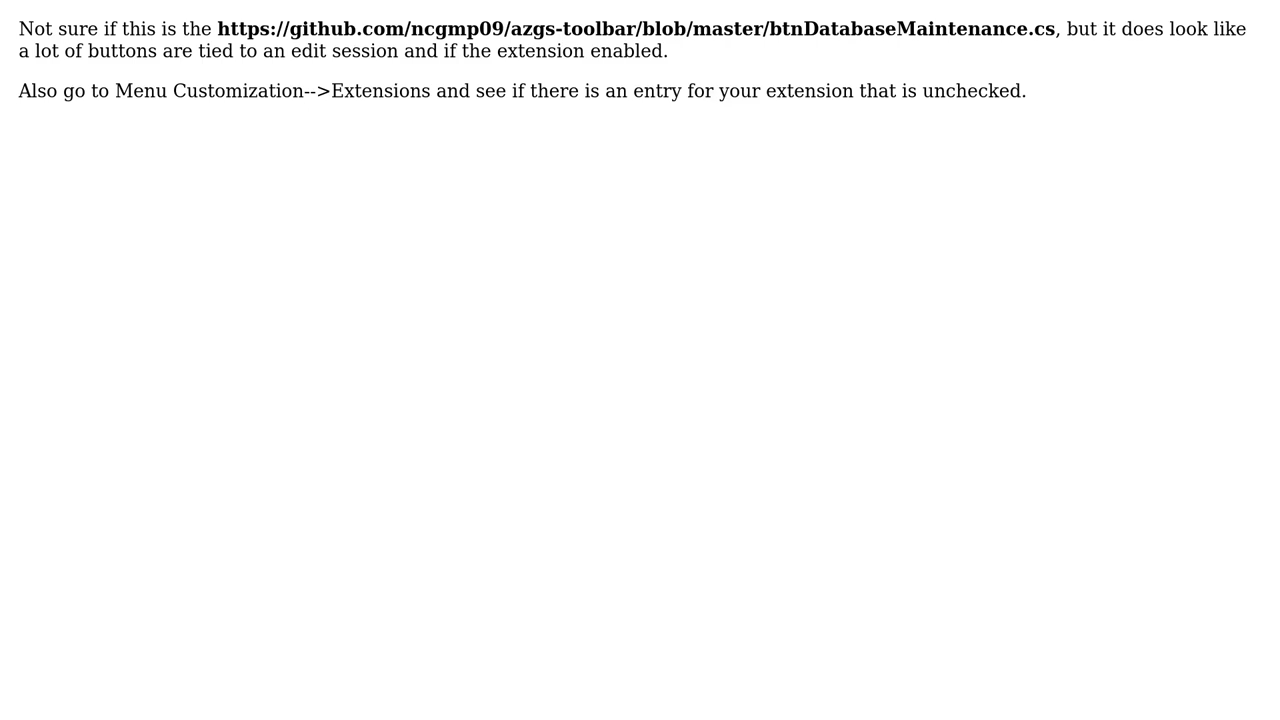 Not sure if this is the https://github.com/ncgmp09/azgs-toolbar/blob/master/btnDatabaseMaintenance.cs, but it does look like
a lot of buttons are tied to an edit session and if the extension enabled.
Also go to Menu Customization-->Extensions and see if there is an entry for your extension that is unchecked.